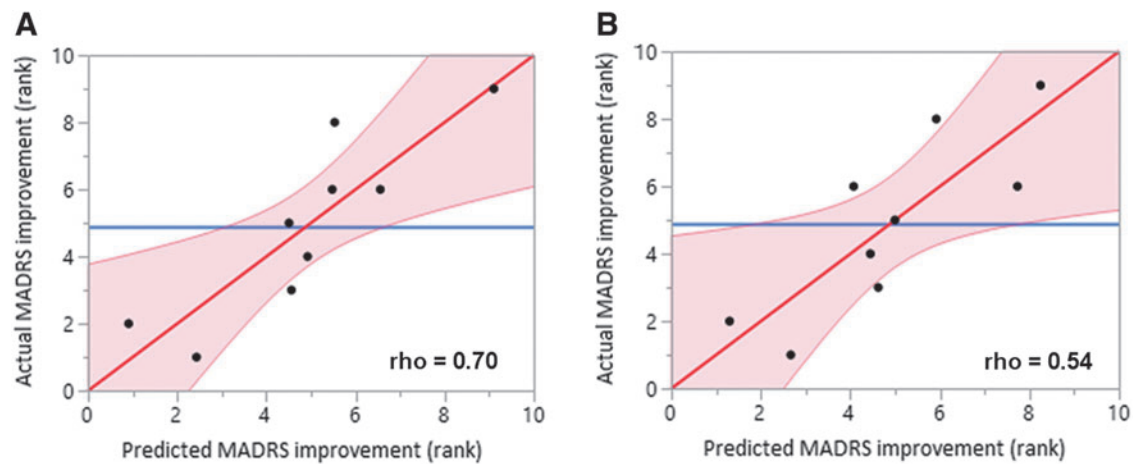 A
Actual MADRS improvement (rank)
10
8
6
4
2
0
rho = 0.70
0 2 4 6 8 10
Predicted MADRS improvement (rank)
B
Actual MADRS improvement (rank)
10
8
6
4
2
0
rho = 0.54
0 2 4 6 8 10
Predicted MADRS improvement (rank)